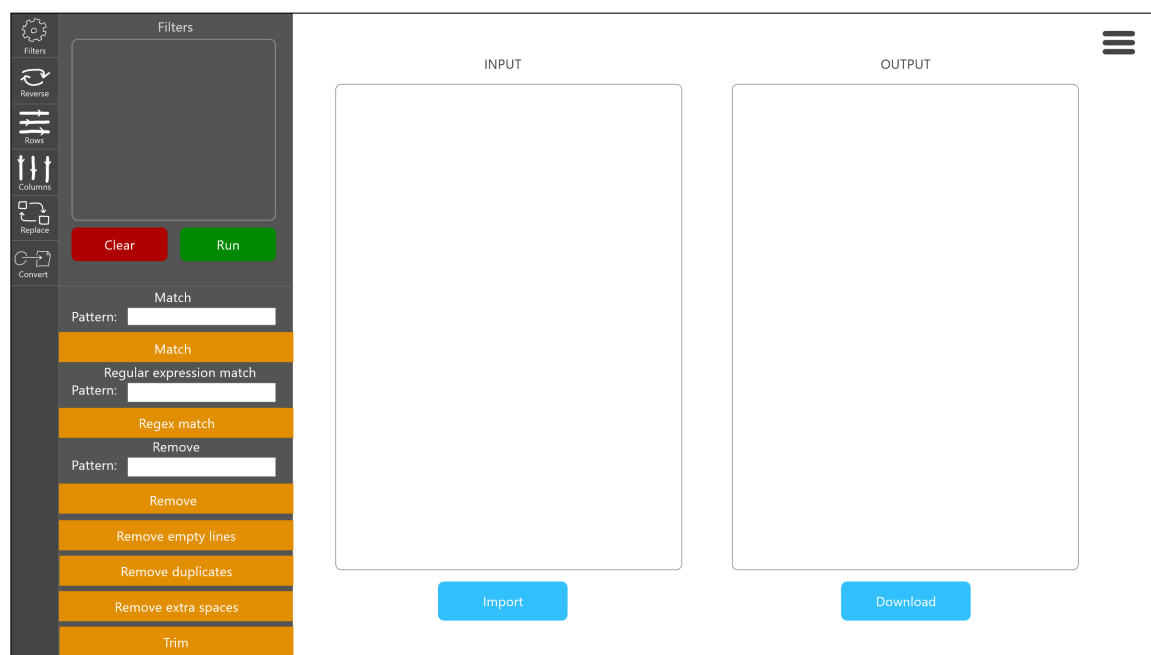 Filters
Reverse
Rows
Columns
Replace
Convert
Filters
Clear
Run
Match
Pattern:
Match
Regular expression match
Pattern:
Regex match
Remove
Pattern:
Remove
Remove empty lines
Remove duplicates
Remove extra spaces
Trim
INPUT
Import
OUTPUT
Download